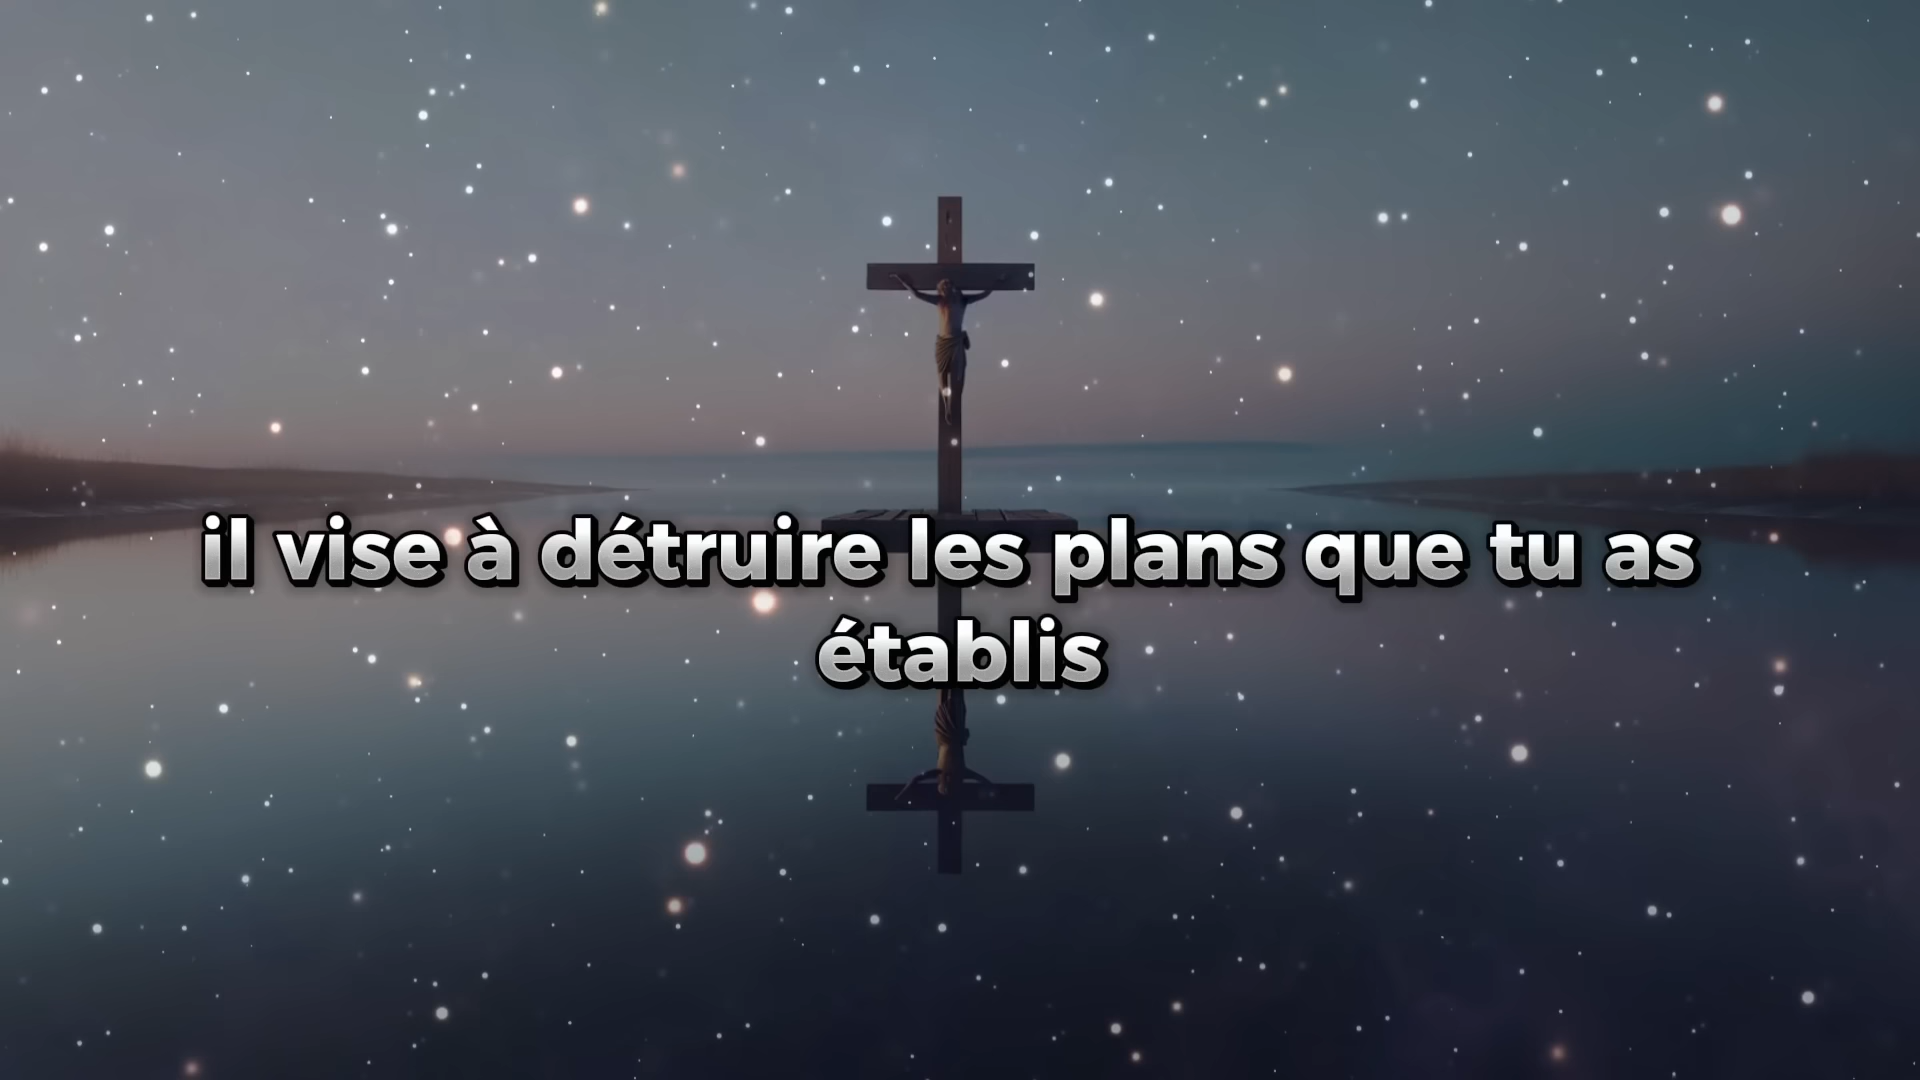 il vise à détruire les plans que tu as
établis